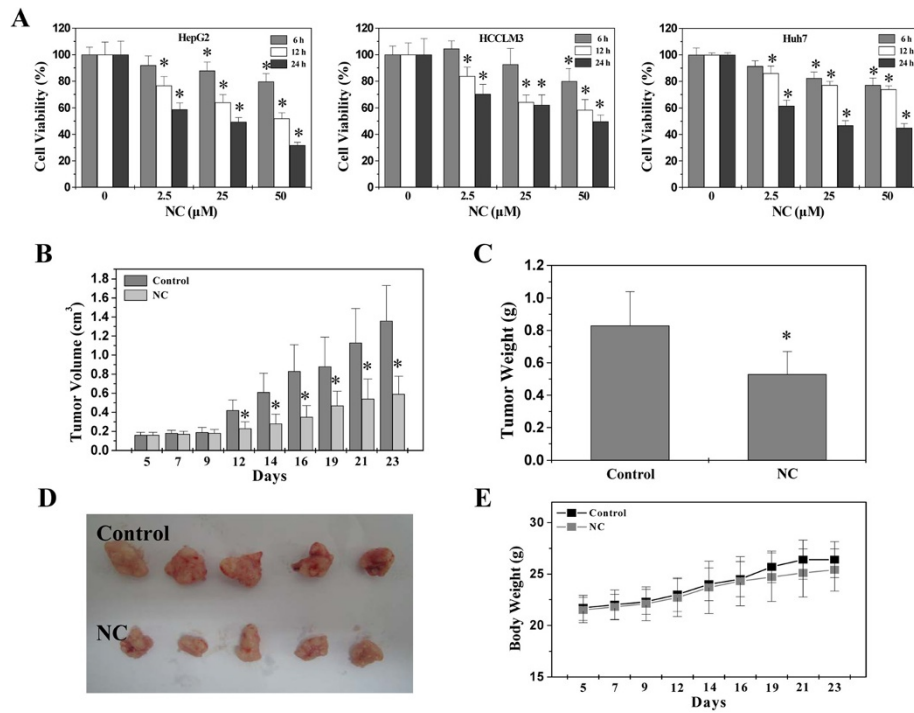 A
HepG2
6 h
12 h
24 h
Cell Viability (%)
120
100
80
60
40
20
0
* * *
* * * *
0 2.5 25 50
NC (µM)
HCCLM3
6 h
12 h
24 h
Cell Viability (%)
120
100
80
60
40
20
0
* * * * * * *
0 2.5 25 50
NC (µM)
Huh7
6 h
12 h
24 h
Cell Viability (%)
120
100
80
60
40
20
0
* * * * * * * *
0 2.5 25 50
NC (µM)
B
Control
NC
Tumor Volume (cm3
)
1.8
1.6
1.4
1.2
1.0
0.8
0.6
0.4
0.2
0.0
* * * * * *
5 7 9 12 14 16 19 21 23
Days
C
Tumor Weight (g)
1.2
1.0
0.8
0.6
0.4
0.2
0.0
*
Control NC
D
Control
NC
E
Control
NC
Body Weight (g)
30
25
20
15
5 7 9 12 14 16 19 21 23
Days